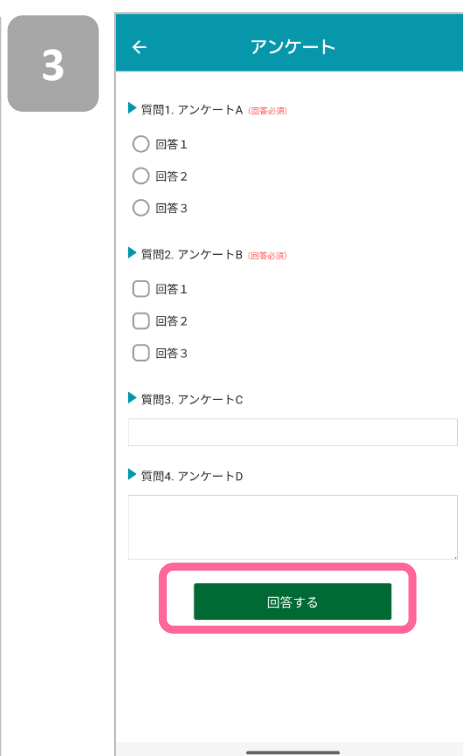 3
アンケート
質問1. アンケートA (回答必須)
回答1
回答2
回答3
質問2. アンケートB (回答必須)
回答1
回答2
回答3
質問3. アンケートC
質問4. アンケートD
回答する